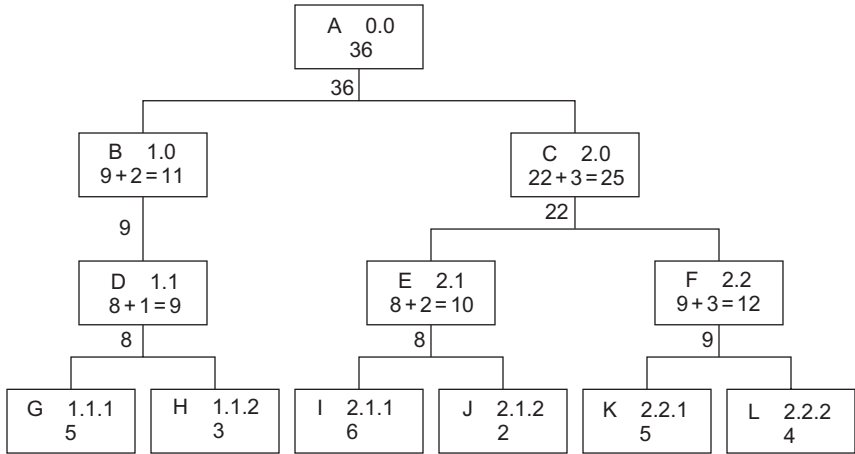 A 0.0
36
36
B 1.0
9+2=11
C 2.0
22+3=25
9
22
D 1.1
8+1=9
E 2.1
8+2=10
F 2.2
9+3=12
8
8
9
G 1.1.1
5
H 1.1.2
3
I 2.1.1
6
J 2.1.2
2
K 2.2.1
5
L 2.2.2
4